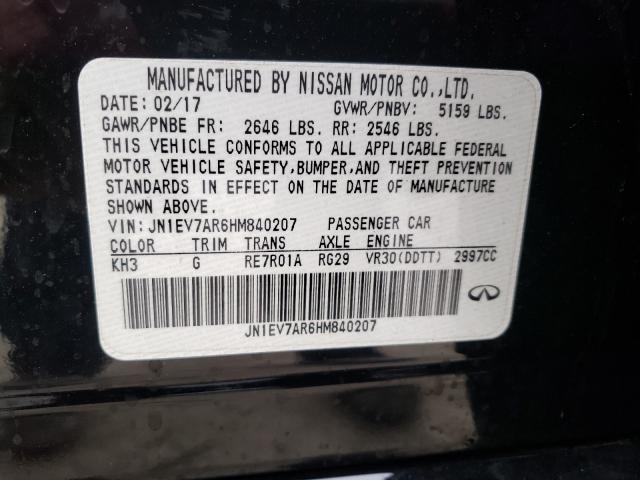 MANUFACTURED BY NISSAN MOTOR CO.,LTD.
DATE: 02/17 GVWR/PNBV: 5159 LBS.
GAWR/PNBE FR: 2646 LBS. RR: 2546 LBS.
THIS VEHICLE CONFORMS TO ALL APPLICABLE FEDERAL
MOTOR VEHICLE SAFETY,BUMPER,AND THEFT PREVENTION
STANDARDS IN EFFECT ON THE DATE OF MANUFACTURE
SHOWN ABOVE.
VIN: JN1EV7AR6HM840207 PASSENGER CAR
COLOR TRIM TRANS AXLE ENGINE
KH3 G RE7R01A RG29 VR30(DDTT) 2997CC
JN1EV7AR6HM840207